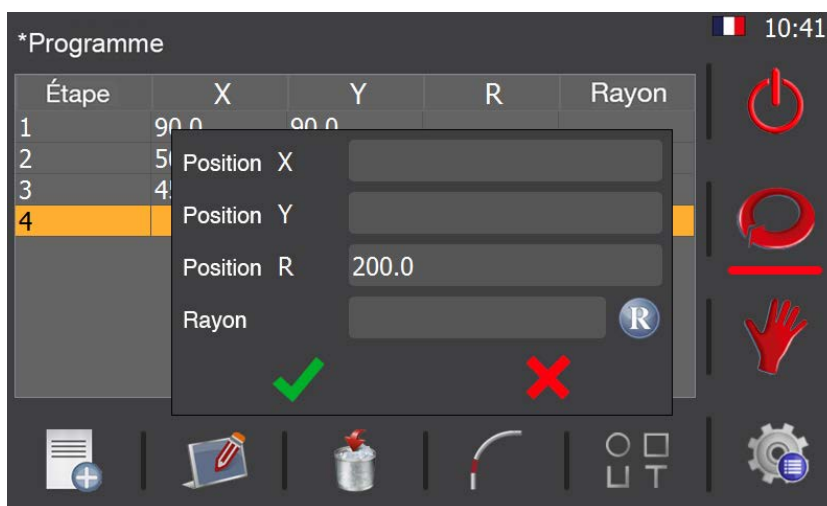 10:41
*Programme
Étape X Y R Rayon
1 90.0 90.0
2
3
4
Position X
Position Y
Position R 200.0
Rayon R